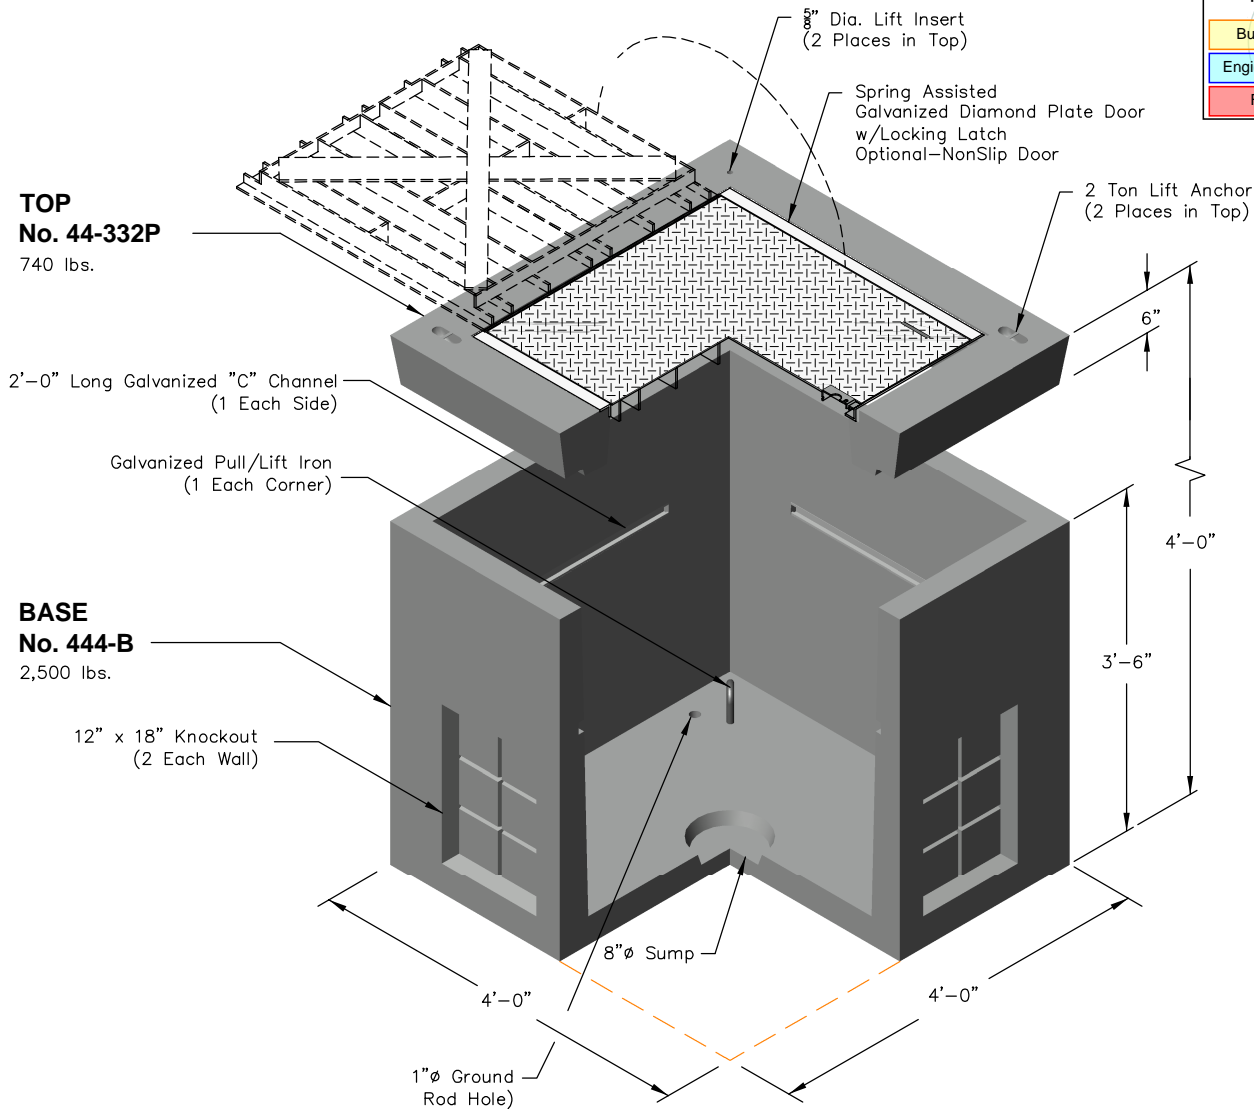 5/8" Dia. Lift Insert
(2 Places in Top)
Spring Assisted
Galvanized Diamond Plate Door
w/Locking Latch
Optional-NonSlip Door
2 Ton Lift Anchor
(2 Places in Top)
TOP
No. 44-332P
740 lbs.
6"
2'-0" Long Galvanized "C" Channel
(1 Each Side)
Galvanized Pull/Lift Iron
(1 Each Corner)
4'-0"
BASE
No. 444-B
2,500 lbs.
3'-6"
12" x 18" Knockout
(2 Each Wall)
8"ø Sump
4'-0"
4'-0"
1"ø Ground
Rod Hole)